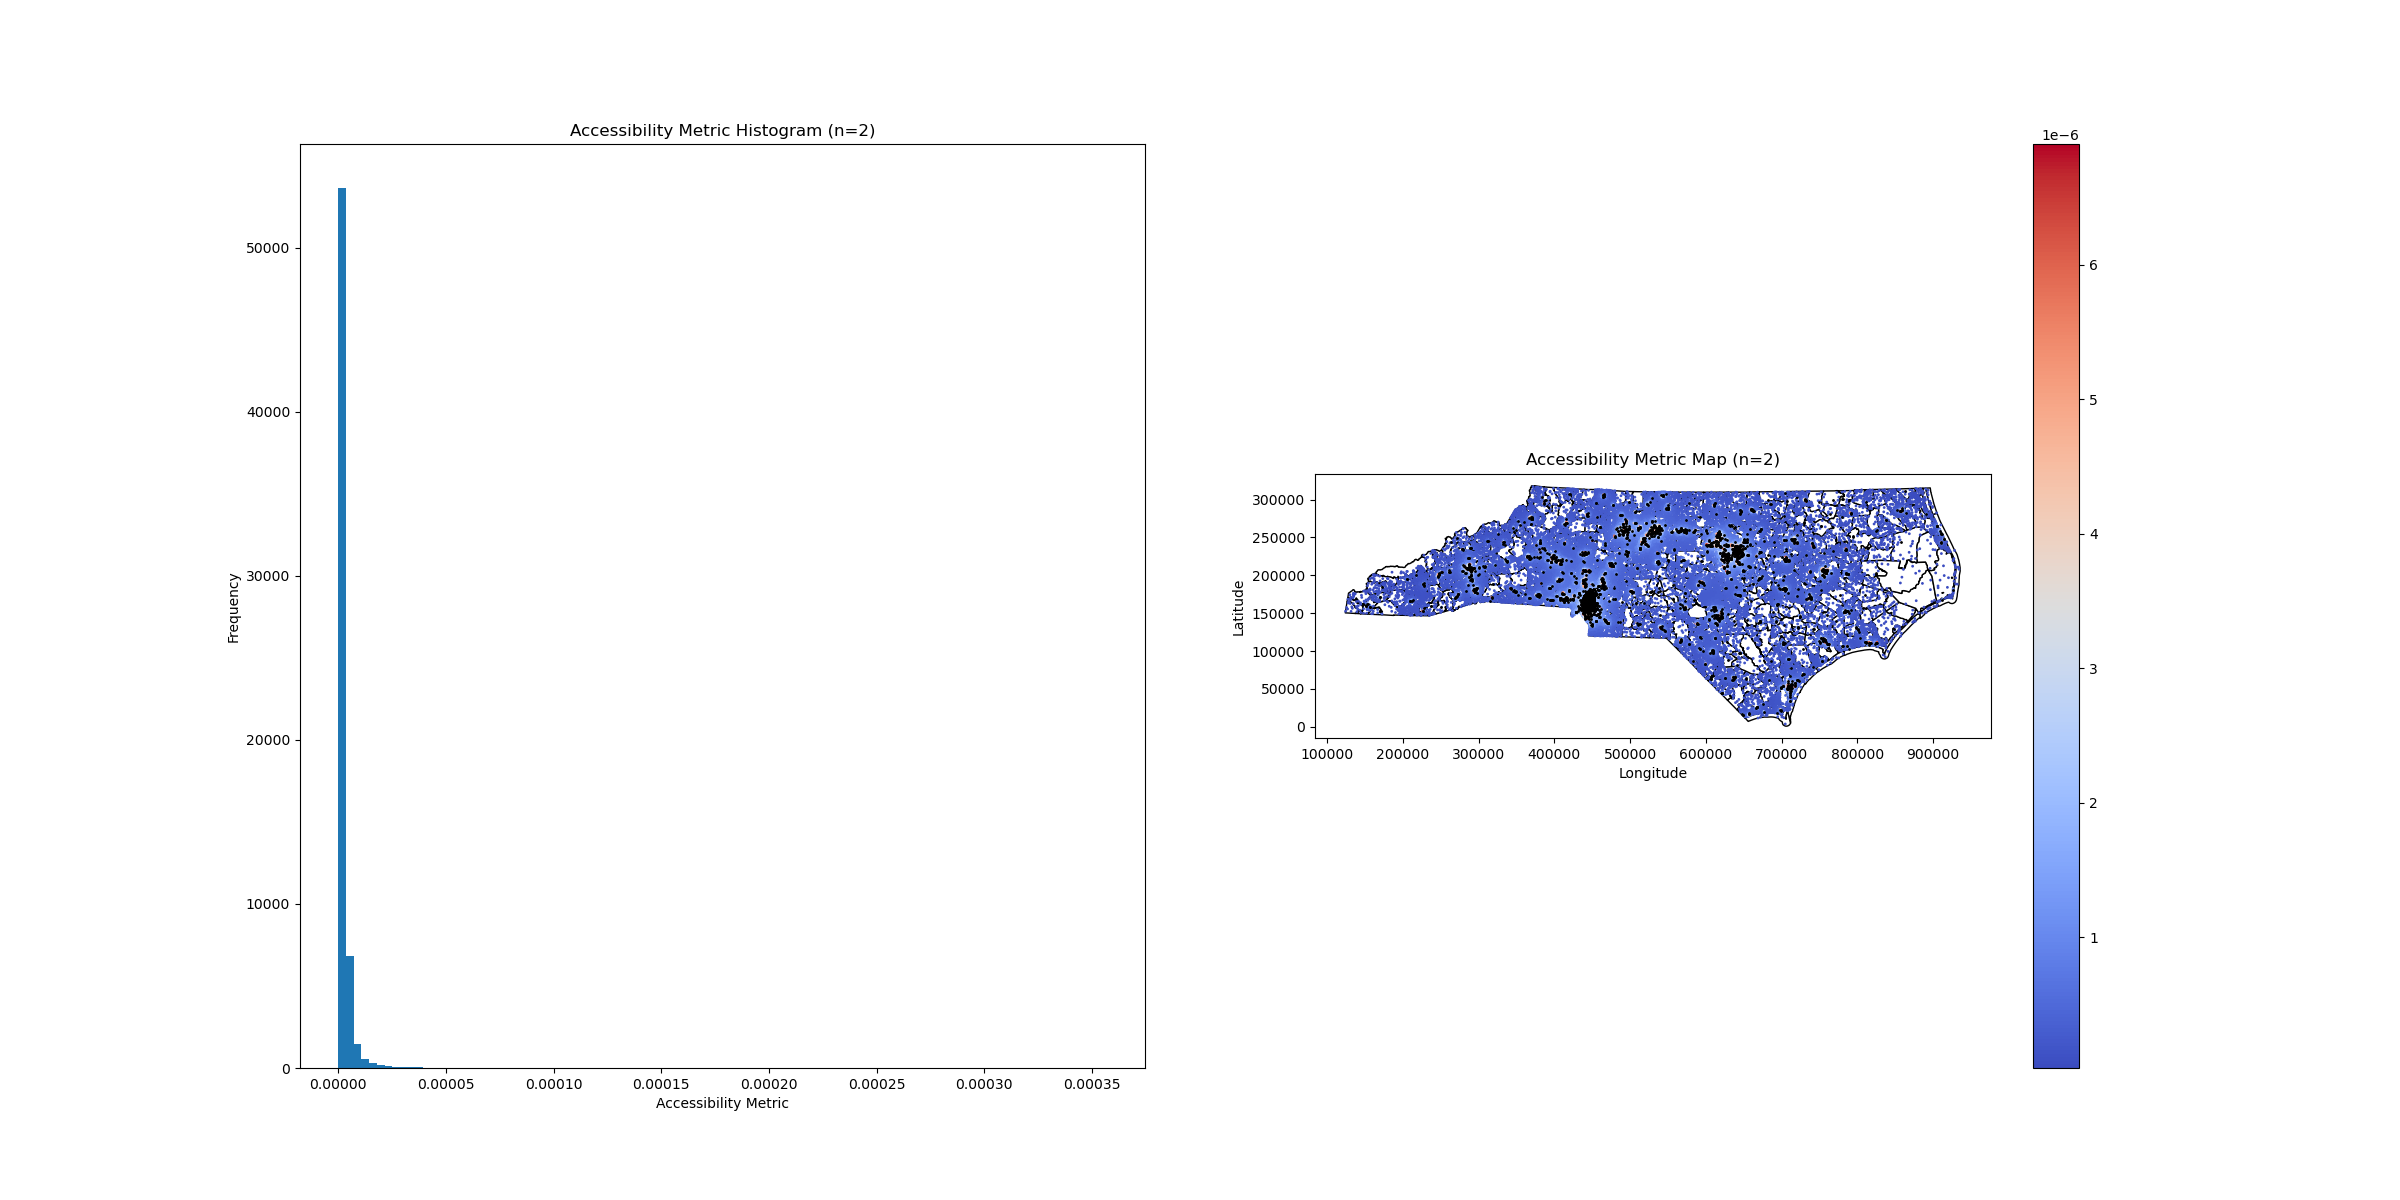 Accessibility Metric Histogram (n=2)
50000
40000
30000
20000
10000
0
Frequency
0.00000 0.00005 0.00010 0.00015 0.00020 0.00025 0.00030 0.00035
Accessibility Metric
Accessibility Metric Map (n=2)
300000
250000
200000
150000
100000
50000
0
Latitude
100000 200000 300000 400000 500000 600000 700000 800000 900000
Longitude
1e−6
6
5
4
3
2
1